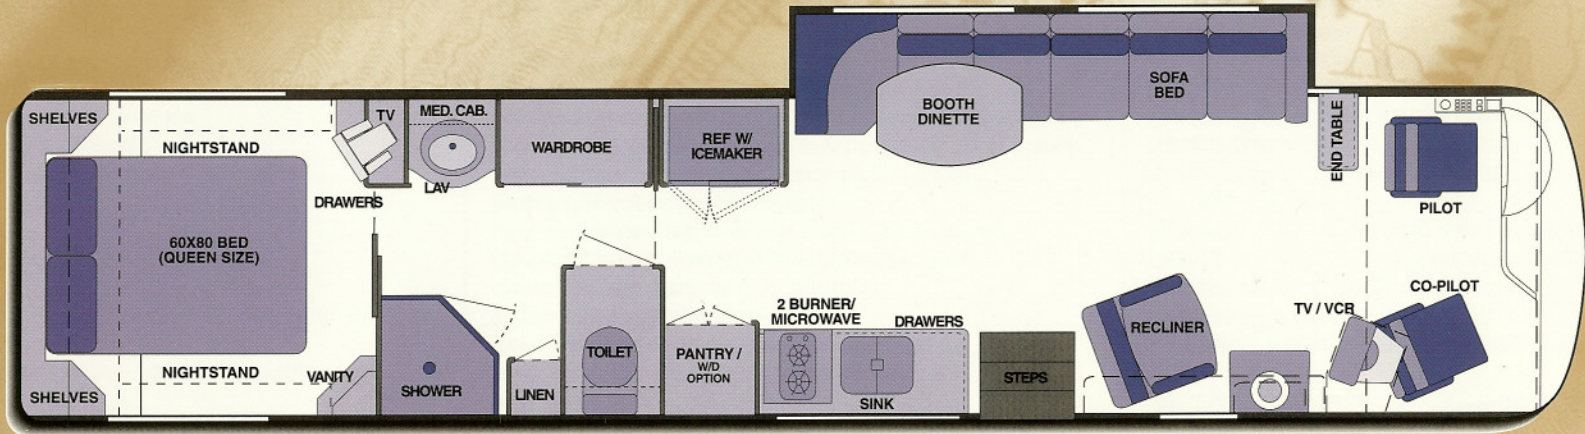 SHELVES
NIGHTSTAND
60X80 BED
(QUEEN SIZE)
NIGHTSTAND
SHELVES
DRAWERS
VANITY
TV
MED. CAB.
LAV
WARDROBE
SHOWER
LINEN
TOILET
REF W/
ICEMAKER
PANTRY /
W/D
OPTION
2 BURNER/
MICROWAVE
DRAWERS
SINK
BOOTH
DINETTE
SOFA
BED
STEPS
RECLINER
END TABLE
PILOT
TV / VCR
CO-PILOT